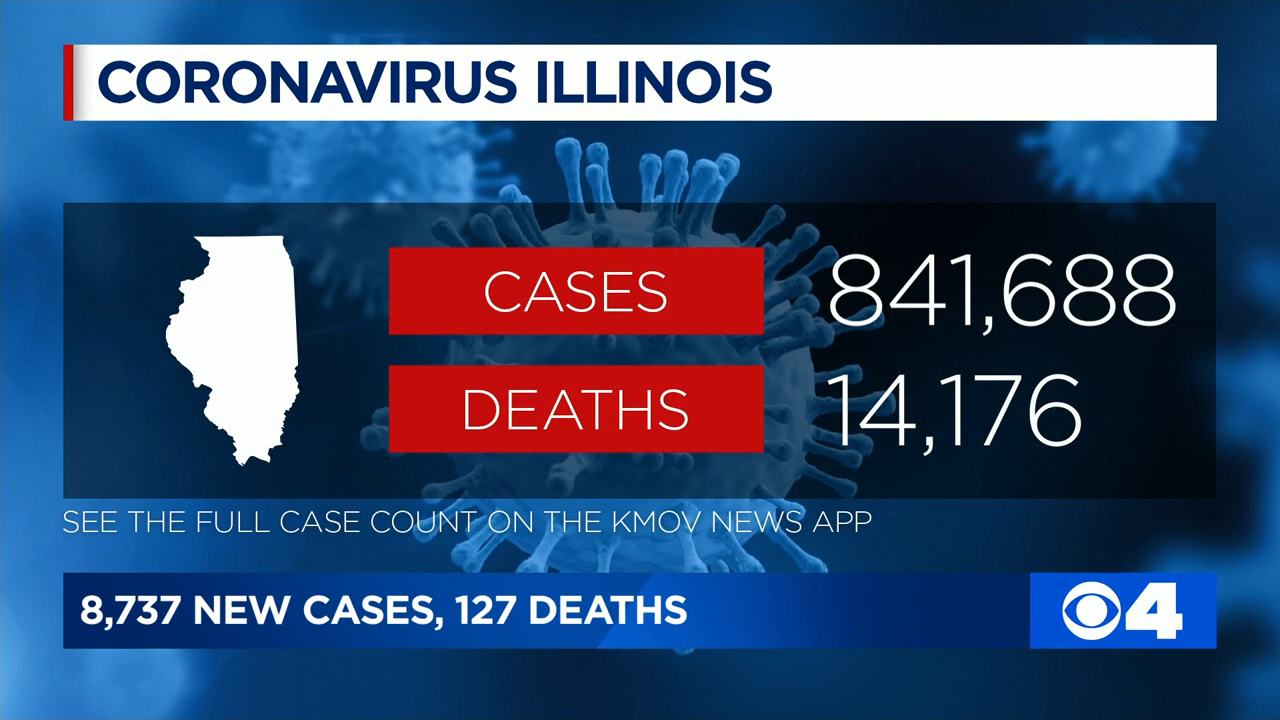 CORONAVIRUS ILLINOIS
CASES 841,688
DEATHS 14,176
SEE THE FULL CASE COUNT ON THE KMOV NEWS APP
8,737 NEW CASES, 127 DEATHS
4